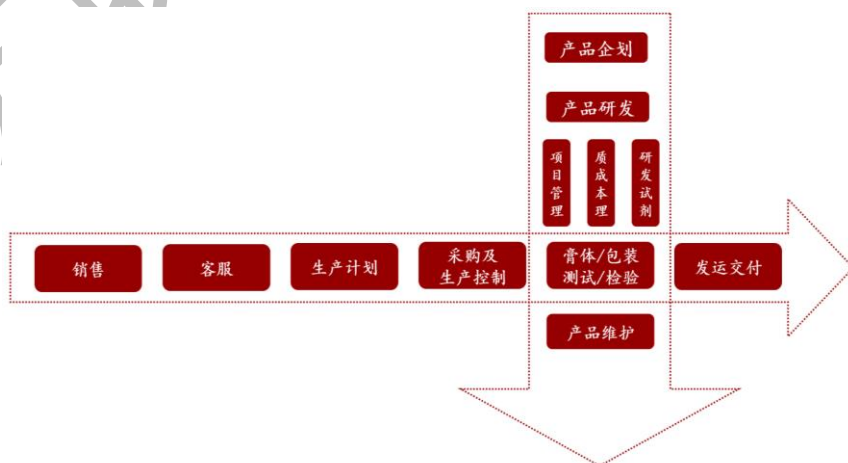 产品企划
产品研发
项目管理
质成本理
研发试剂
销售
客服
生产计划
采购及
生产控制
膏体/包装
测试/检验
发运交付
产品维护